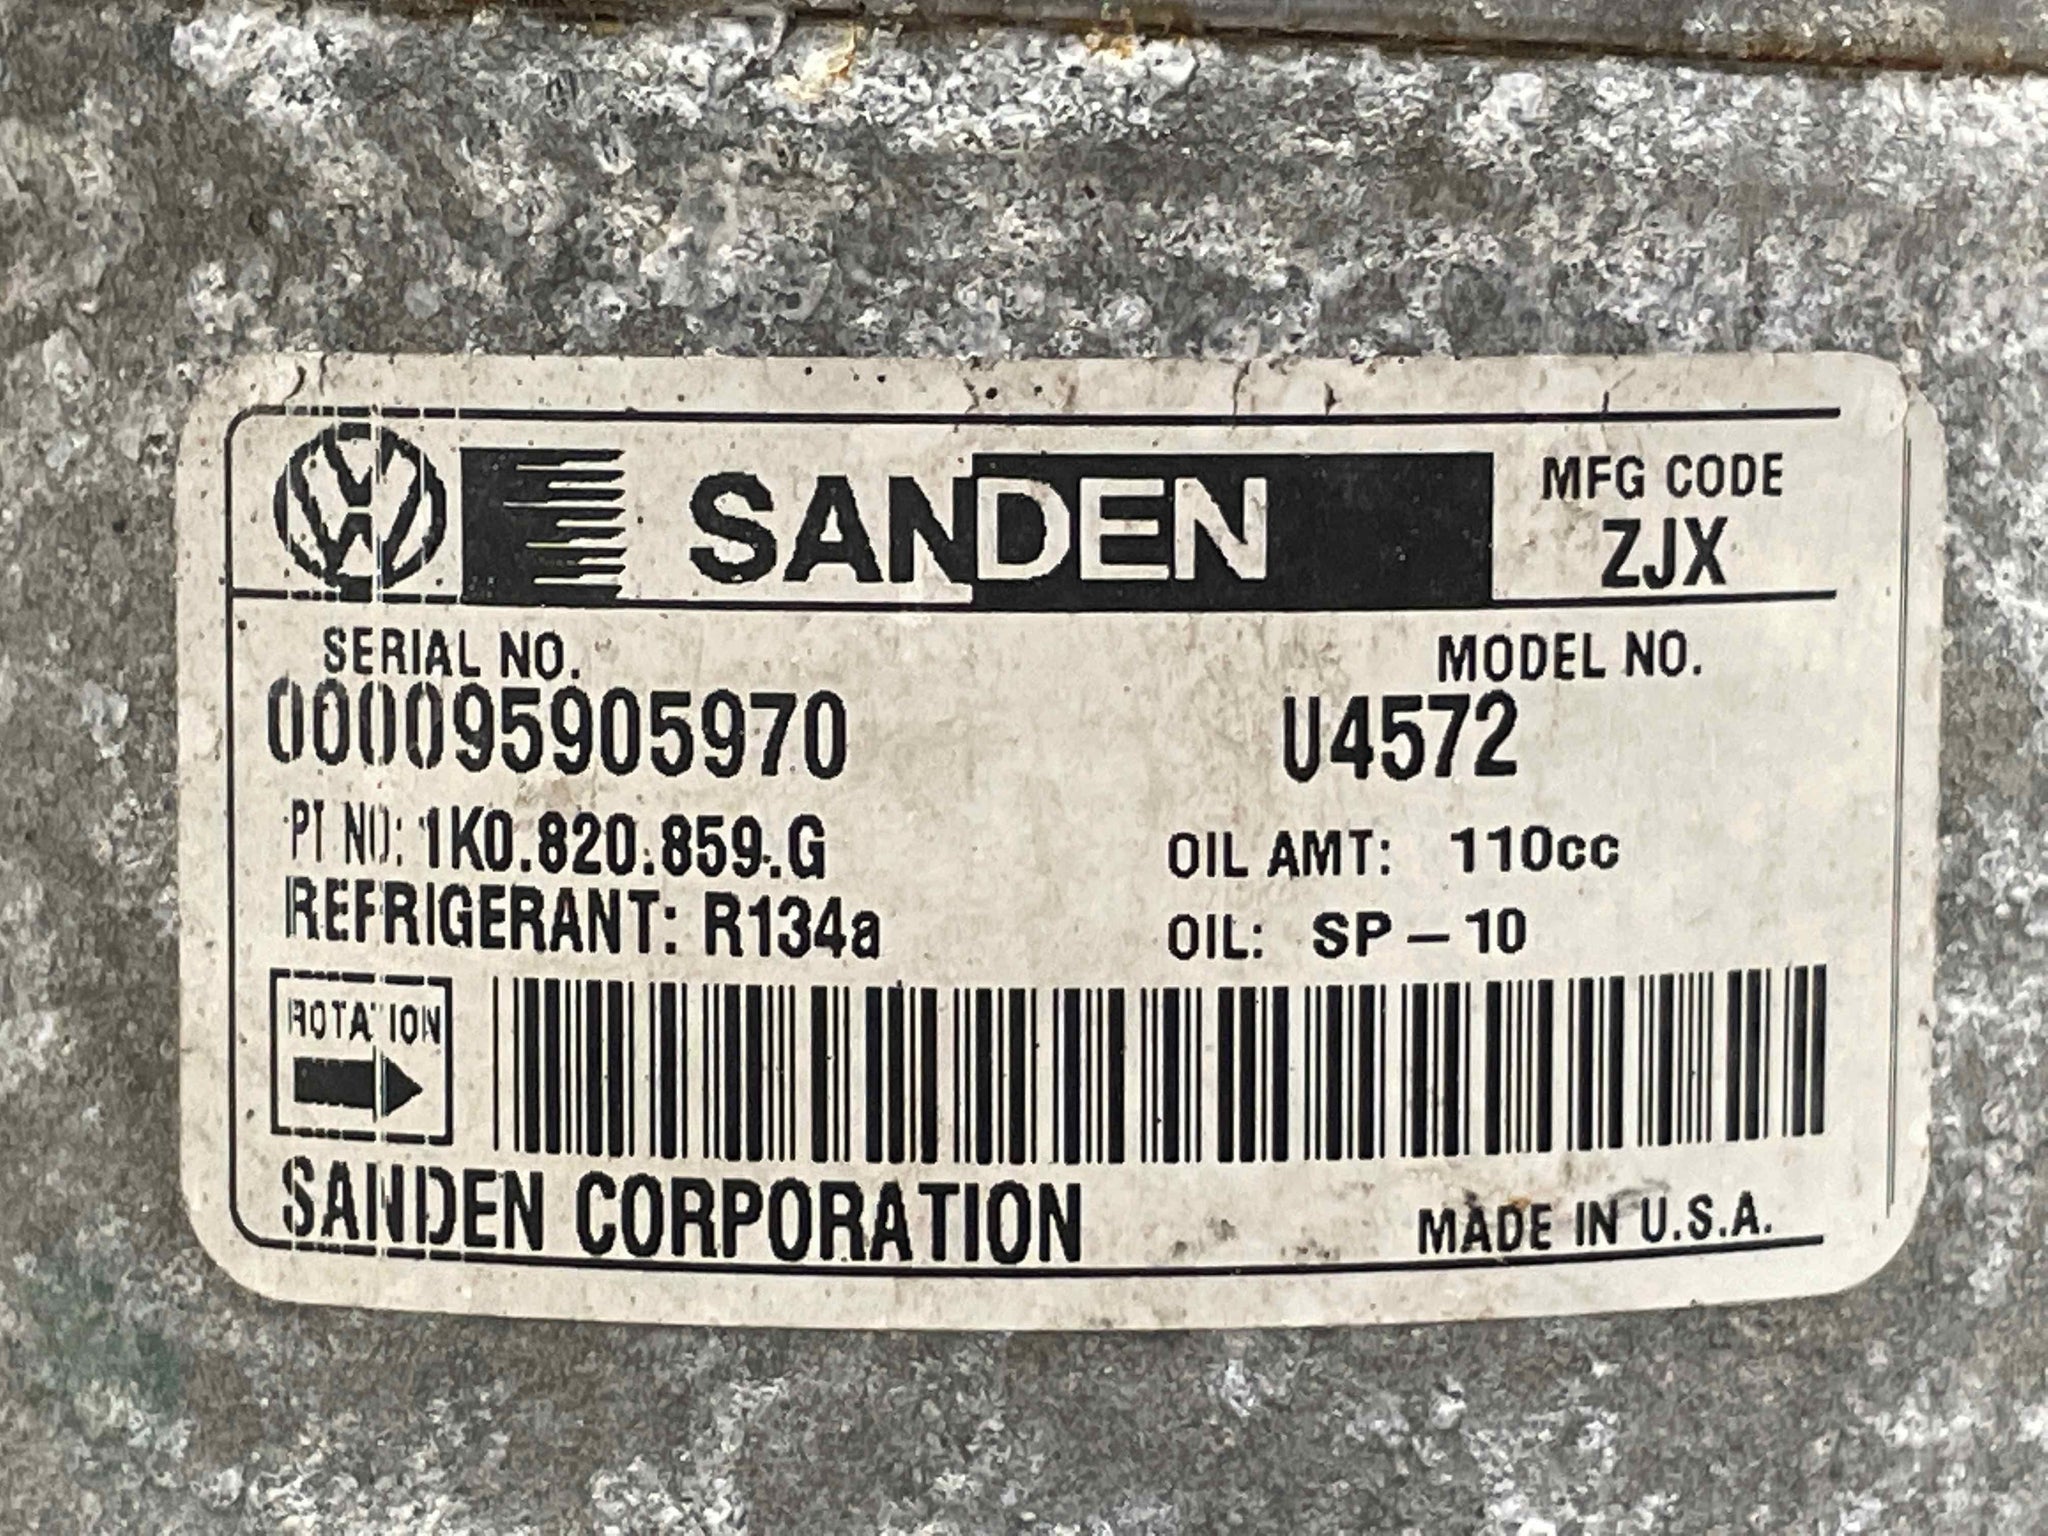 SANDEN
MFG CODE
ZJX
SERIAL NO.
000095905970
MODEL NO.
U4572
PT NO: 1K0.820.859.G
OIL AMT: 110cc
REFRIGERANT: R134a
OIL: SP-10
ROTATION
SANDEN CORPORATION
MADE IN U.S.A.